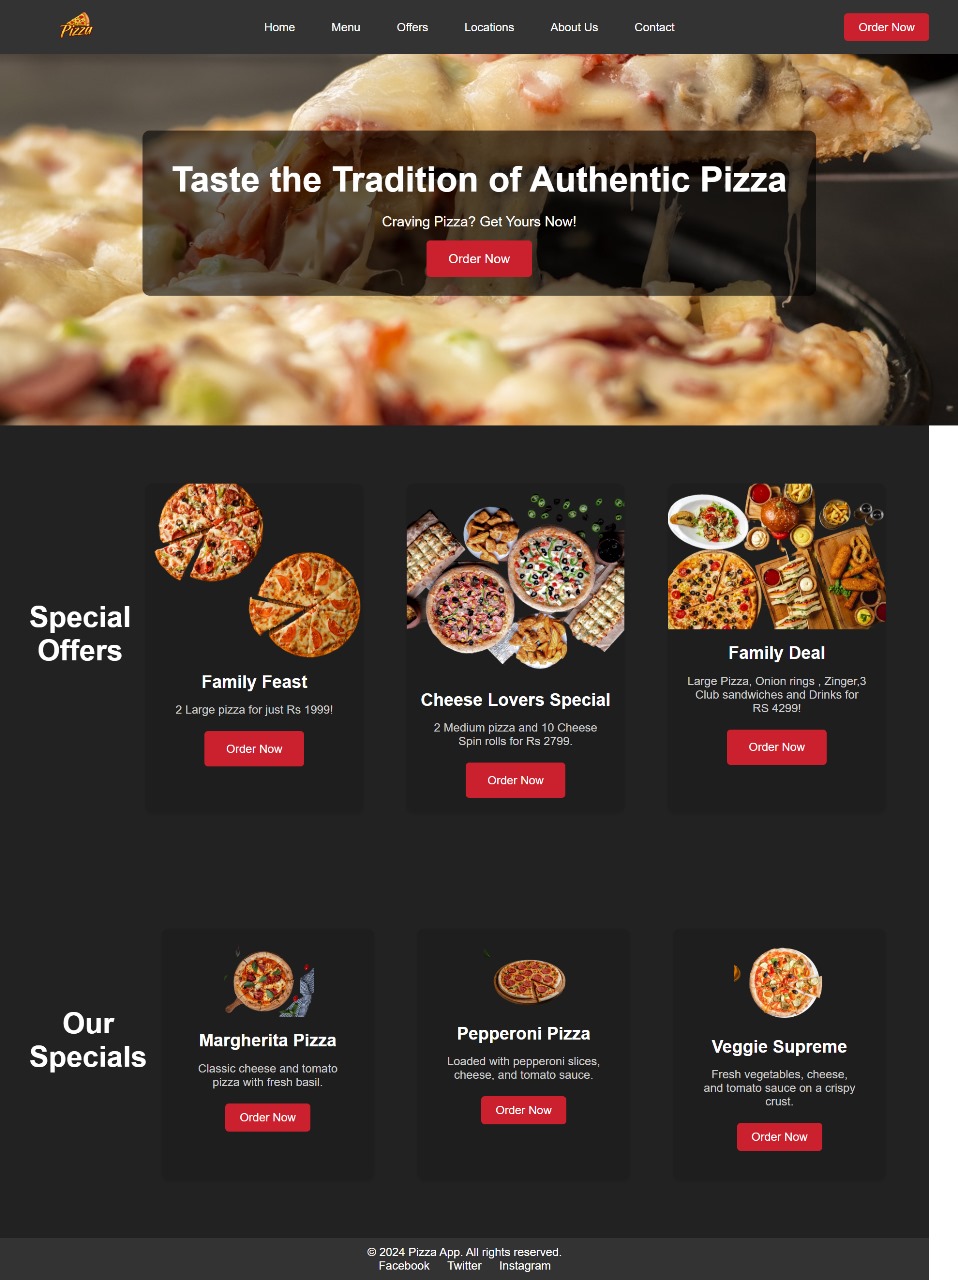 Pizza
Home Menu Offers Locations About Us Contact
Order Now
Taste the Tradition of Authentic Pizza
Craving Pizza? Get Yours Now!
Order Now
Special
Offers
Family Feast
2 Large pizza for just Rs 1999!
Order Now
Cheese Lovers Special
2 Medium pizza and 10 Cheese
Spin rolls for Rs 2799.
Order Now
Family Deal
Large Pizza, Onion rings , Zinger,3
Club sandwiches and Drinks for
RS 4299!
Order Now
Our
Specials
Margherita Pizza
Classic cheese and tomato
pizza with fresh basil.
Order Now
Pepperoni Pizza
Loaded with pepperoni slices,
cheese, and tomato sauce.
Order Now
Veggie Supreme
Fresh vegetables, cheese,
and tomato sauce on a crispy
crust.
Order Now
© 2024 Pizza App. All rights reserved.
Facebook Twitter Instagram